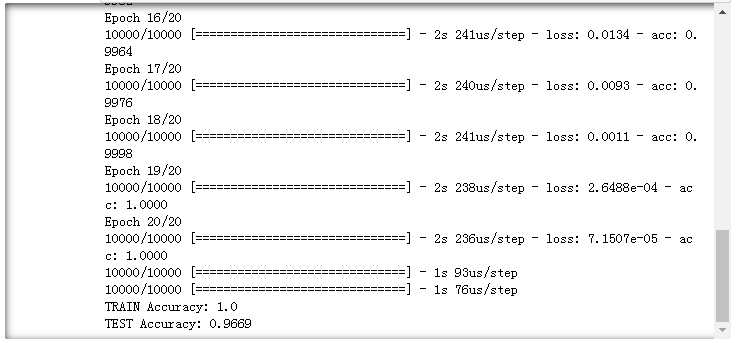 Epoch 16/20
10000/10000 [==============================] - 2s 241us/step - loss: 0.0134 - acc: 0.
9964
Epoch 17/20
10000/10000 [==============================] - 2s 240us/step - loss: 0.0093 - acc: 0.
9976
Epoch 18/20
10000/10000 [==============================] - 2s 241us/step - loss: 0.0011 - acc: 0.
9998
Epoch 19/20
10000/10000 [==============================] - 2s 238us/step - loss: 2.6488e-04 - ac
c: 1.0000
Epoch 20/20
10000/10000 [==============================] - 2s 236us/step - loss: 7.1507e-05 - ac
c: 1.0000
10000/10000 [==============================] - 1s 93us/step
10000/10000 [==============================] - 1s 76us/step
TRAIN Accuracy: 1.0
TEST Accuracy: 0.9669